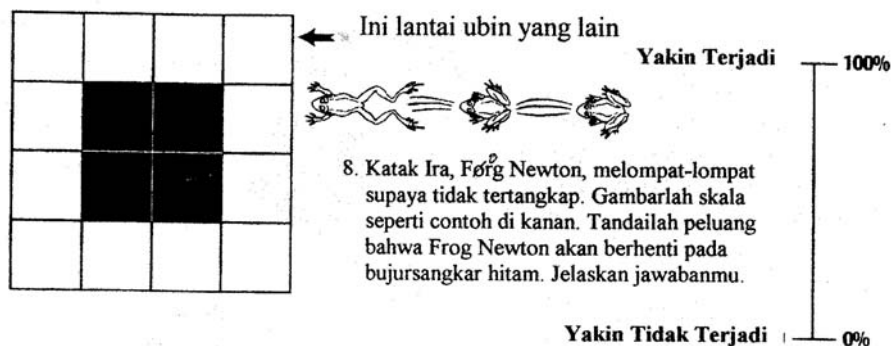 Ini lantai ubin yang lain
Yakin Terjadi
100%
8. Katak Ira, Forg Newton, melompat-lompat
supaya tidak tertangkap. Gambarlah skala
seperti contoh di kanan. Tandailah peluang
bahwa Frog Newton akan berhenti pada
bujursangkar hitam. Jelaskan jawabanmu.
Yakin Tidak Terjadi
0%